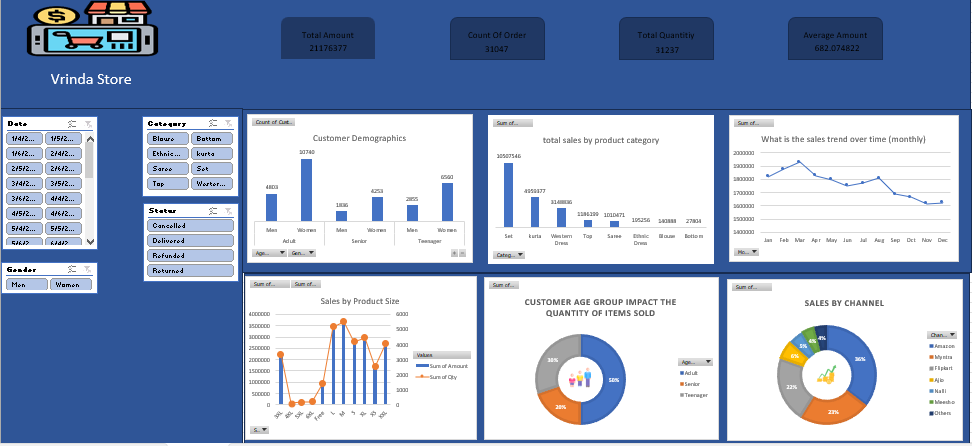 Vrinda Store
Total Amount
21176377
Count Of Order
31047
Total Quantitiy
31237
Average Amount
682.074822
Date
1/4/2... 1/5/2...
1/6/2... 2/4/2...
2/5/2... 2/6/2...
3/4/2... 3/5/2...
3/6/2... 4/4/2...
4/5/2... 4/6/2...
5/4/2... 5/5/2...
5/6/2... 6/4/2
Gender
Men Women
Category
Blouse Bottom
Ethnic... kurta
Saree Set
Top Wester...
Status
Cancelled
Delivered
Refunded
Returned
Count of Cust...
Customer Demographics
10740
6560
4803
4253
2855
1836
Men Women Men Women Men Women
Adult Senior Teenager
Age... Gen...
Sum of...
total sales by product category
10507546
4959377
3148836
1186199
1010471
195256
140888
27804
Set kurta Western Dress Top Saree Ethnic Dress Blouse Bottom
Categ...
Sum of...
What is the sales trend over time (monthly)
2000000
1900000
1800000
1700000
1600000
1500000
1400000
Jan Feb Mar Apr May Jun Jul Aug Sep Oct Nov Dec
Mo...
Sum of... Sum of...
Sales by Product Size
4000000
3500000
3000000
2500000
2000000
1500000
1000000
500000
0
6000
5000
4000
3000
2000
1000
0
3XL 4XL 5XL 6XL Free L M S XL XS XXL
Values
Sum of Amount
Sum of Qty
S...
Sum of...
CUSTOMER AGE GROUP IMPACT THE
QUANTITY OF ITEMS SOLD
30%
50%
20%
Age...
Adult
Senior
Teenager
Sum of...
SALES BY CHANNEL
4%
4%
5%
6%
36%
22%
23%
Chan...
Amazon
Myntra
Flipkart
Ajio
Nalli
Meesho
Others